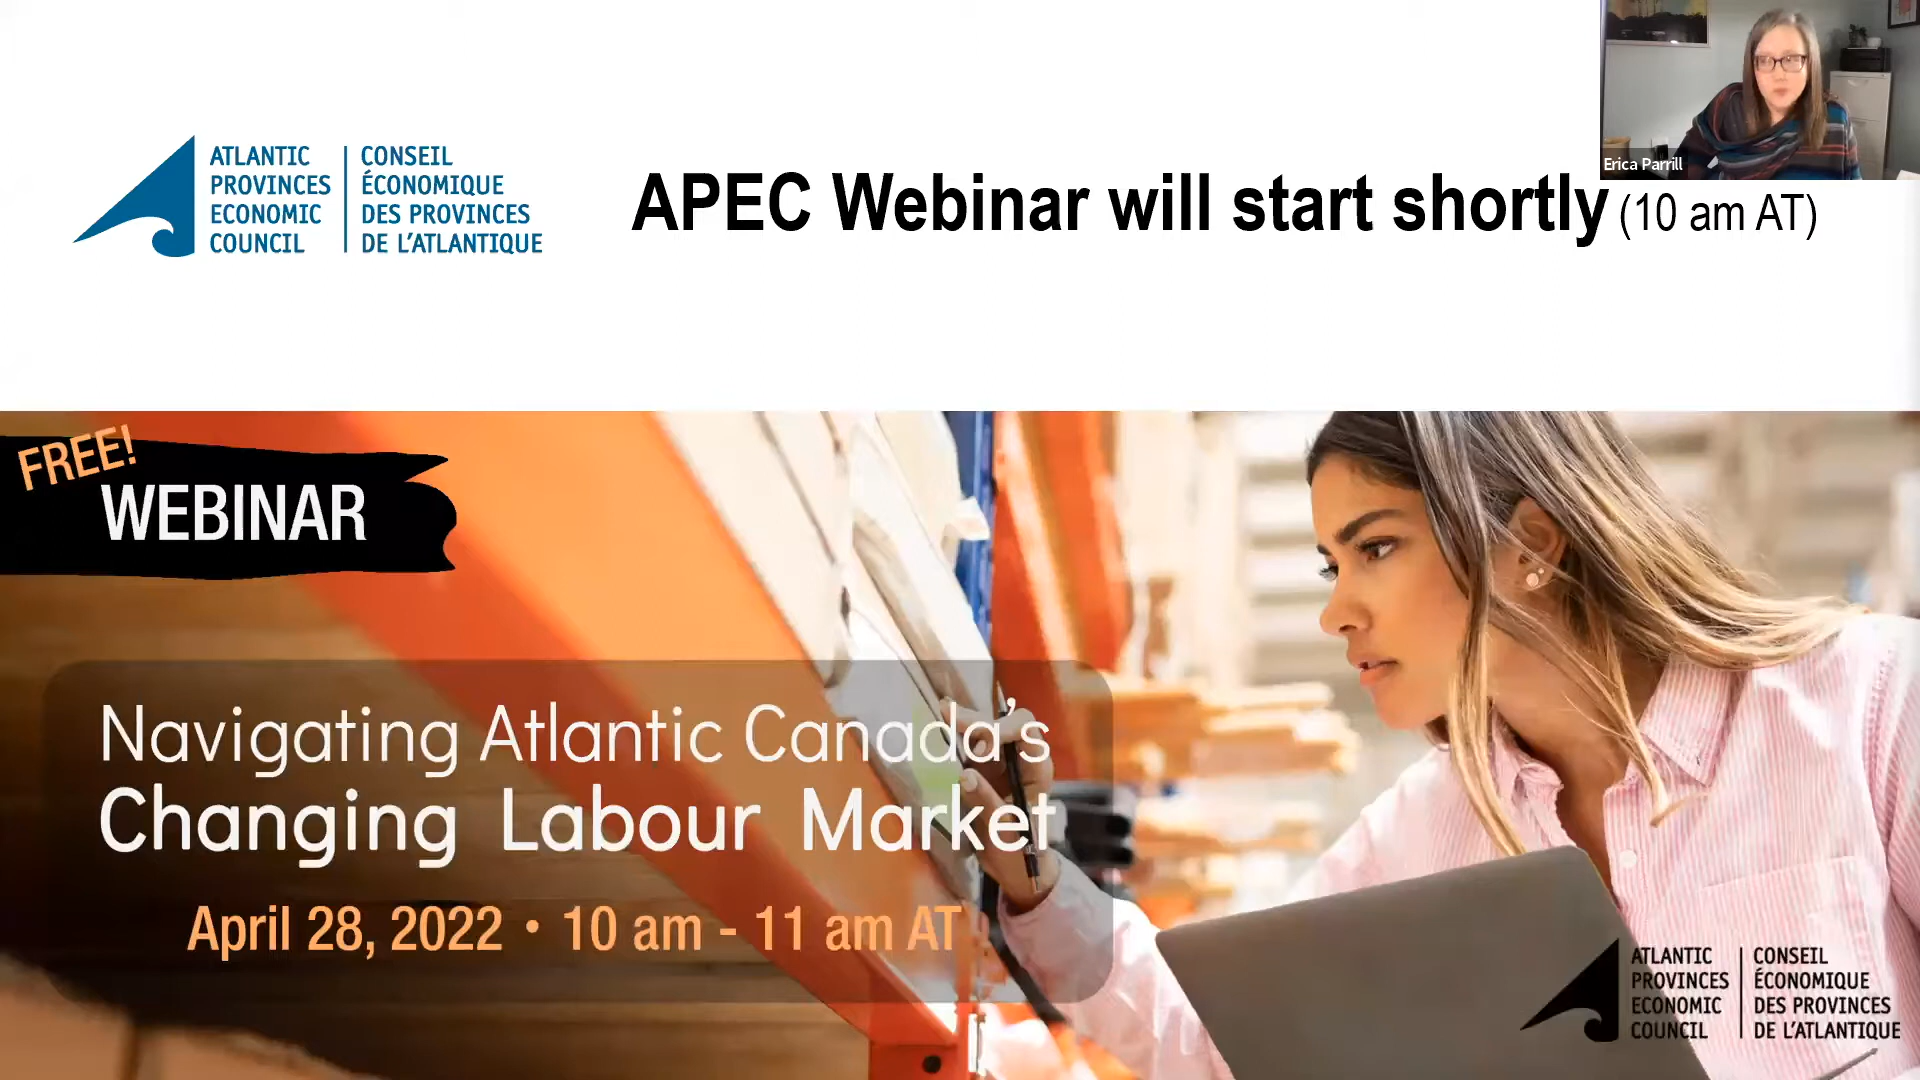 ATLANTIC
PROVINCES
ECONOMIC
COUNCIL
CONSEIL
ÉCONOMIQUE
DES PROVINCES
DE L'ATLANTIQUE
APEC Webinar will start shortly (10 am AT)
Erica Parrill
FREE!
WEBINAR
Navigating Atlantic Canada's
Changing Labour Market
April 28, 2022 • 10 am - 11 am AT
ATLANTIC
PROVINCES
ECONOMIC
COUNCIL
CONSEIL
ÉCONOMIQUE
DES PROVINCES
DE L'ATLANTIQUE